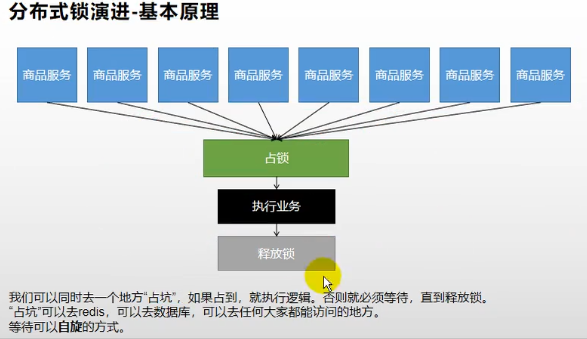 分布式锁演进-基本原理
商品服务 商品服务 商品服务 商品服务 商品服务 商品服务 商品服务 商品服务
占锁
执行业务
释放锁
我们可以同时去一个地方“占坑”，如果占到，就执行逻辑。否则就必须等待，直到释放锁。
“占坑”可以去redis，可以去数据库，可以去任何大家都能访问的地方。
等待可以自旋的方式。